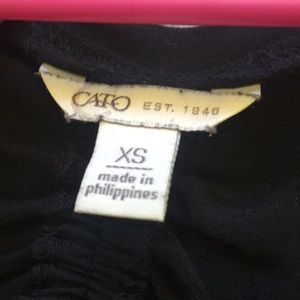 CATO EST. 1946
XS
made in
philippines